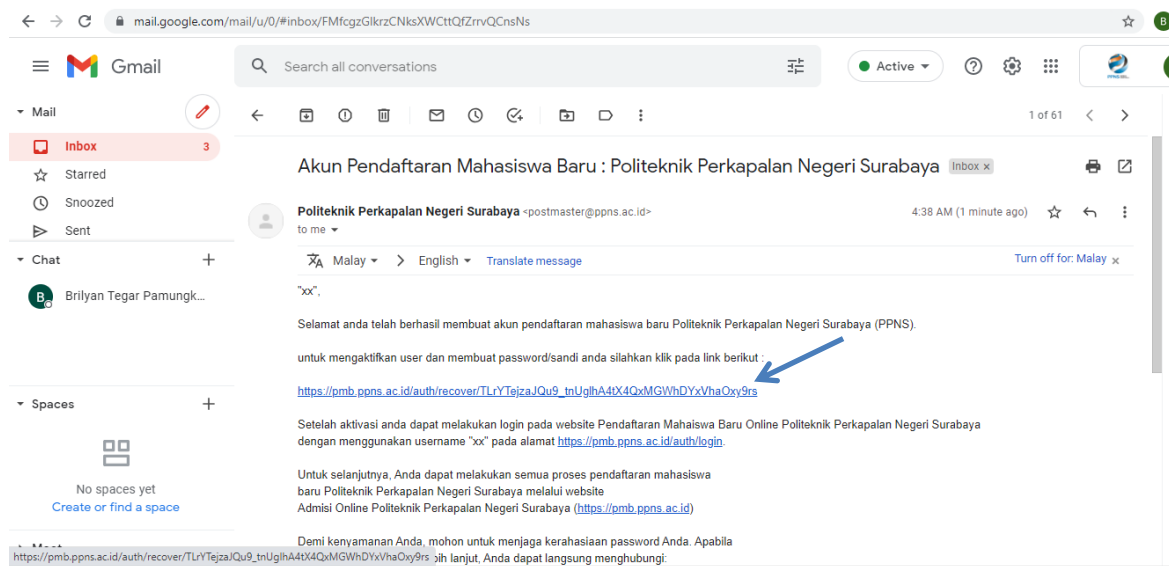 mail.google.com/mail/u/0/#inbox/FMfcgzGlkrzCNksXWCttQfZrrvQCnsNs
B
Gmail
Search all conversations
Active
Mail
1 of 61
Inbox 3
Starred
Snoozed
Sent
Chat
B Brilyan Tegar Pamungk...
Spaces
No spaces yet
Create or find a space
Akun Pendaftaran Mahasiswa Baru : Politeknik Perkapalan Negeri Surabaya Inbox x
Politeknik Perkapalan Negeri Surabaya <postmaster@ppns.ac.id> 4:38 AM (1 minute ago)
to me
Malay > English Translate message Turn off for: Malay x
"xx",
Selamat anda telah berhasil membuat akun pendaftaran mahasiswa baru Politeknik Perkapalan Negeri Surabaya (PPNS).
untuk mengaktifkan user dan membuat password/sandi anda silahkan klik pada link berikut :
https://pmb.ppns.ac.id/auth/recover/TLrYTejzaJQu9_tnUglhA4tX4QxMGWhDYxVhaOxy9rs
Setelah aktivasi anda dapat melakukan login pada website Pendaftaran Mahaiswa Baru Online Politeknik Perkapalan Negeri Surabaya
dengan menggunakan username "xx" pada alamat https://pmb.ppns.ac.id/auth/login.
Untuk selanjutnya, Anda dapat melakukan semua proses pendaftaran mahasiswa
baru Politeknik Perkapalan Negeri Surabaya melalui website
Admisi Online Politeknik Perkapalan Negeri Surabaya (https://pmb.ppns.ac.id)
Demi kenyamanan Anda, mohon untuk menjaga kerahasiaan password Anda. Apabila
lanjut, Anda dapat langsung menghubungi:
https://pmb.ppns.ac.id/auth/recover/TLrYTejzaJQu9_tnUglhA4tX4QxMGWhDYxVhaOxy9rs